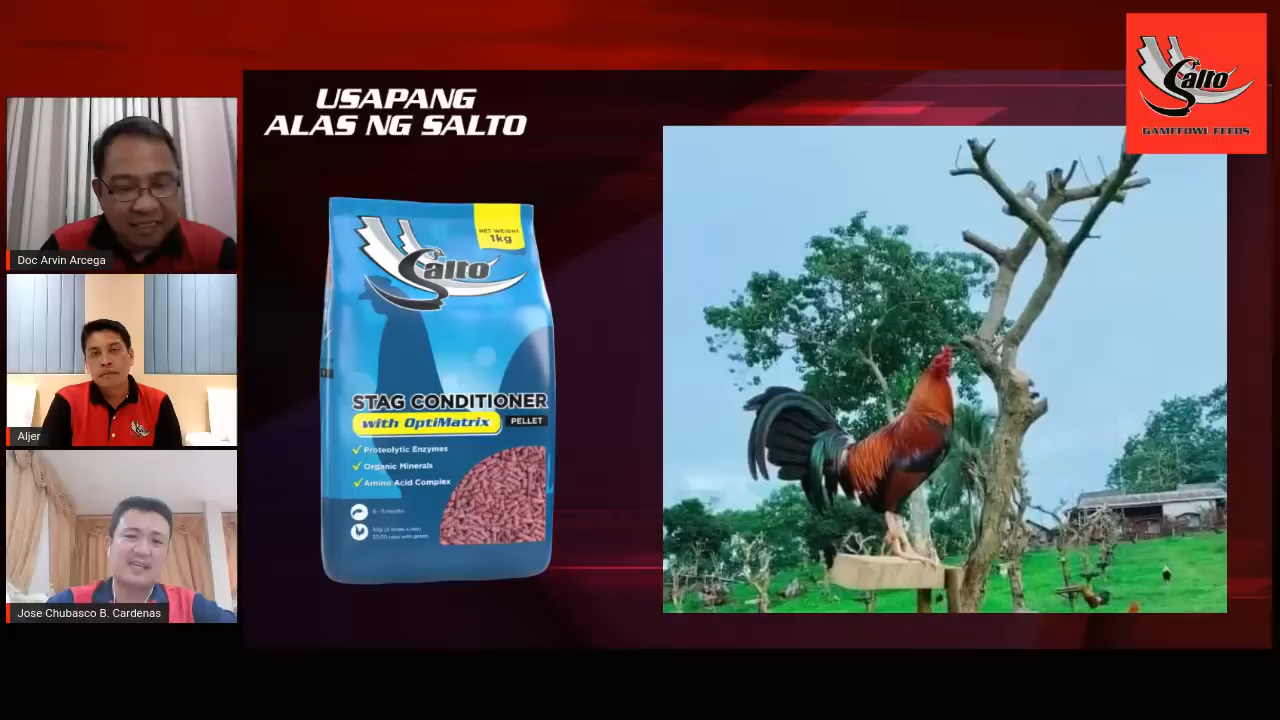 USAPANG
ALAS NG SALTO
Salto
GAMEFOWL FEEDS
Doc Arvin Arcega
Aljer
Jose Chubasco B. Cardenas
NET WEIGHT
1kg
Salto
STAG CONDITIONER
with OptiMatrix
PELLET
Proteolytic Enzymes
Organic Minerals
Amino Acid Complex